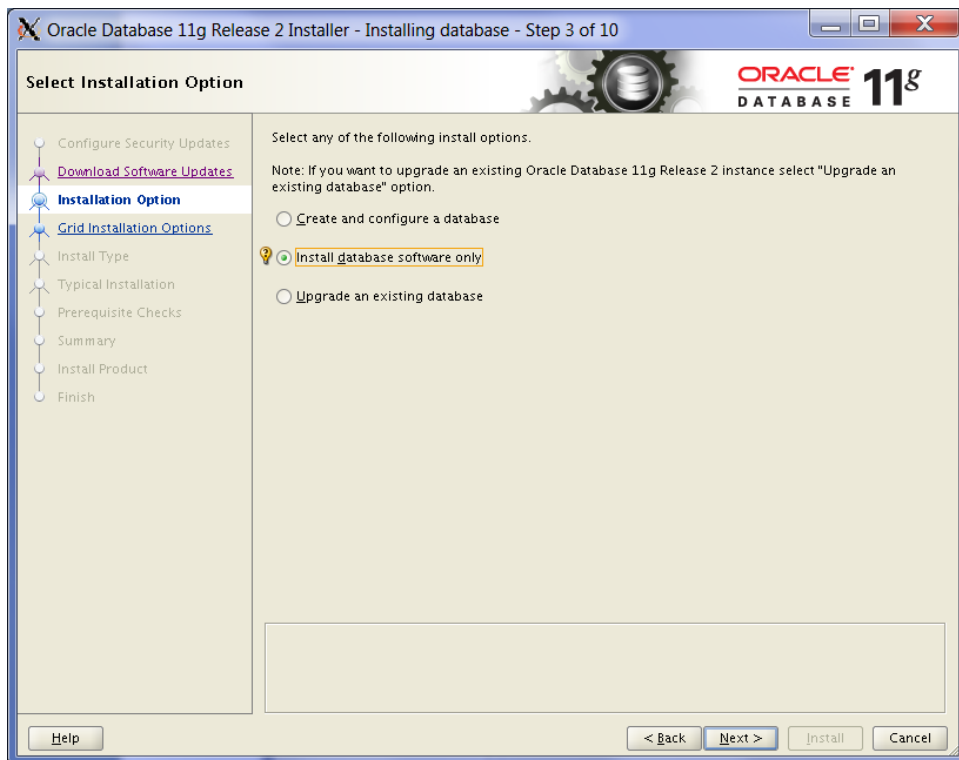 Oracle Database 11g Release 2 Installer - Installing database - Step 3 of 10
Select Installation Option
ORACLE
DATABASE
11g
Configure Security Updates
Download Software Updates
Installation Option
Grid Installation Options
Install Type
Typical Installation
Prerequisite Checks
Summary
Install Product
Finish
Select any of the following install options.
Note: If you want to upgrade an existing Oracle Database 11g Release 2 instance select "Upgrade an
existing database" option.
Create and configure a database
Install database software only
Upgrade an existing database
Help
< Back
Next >
Install
Cancel